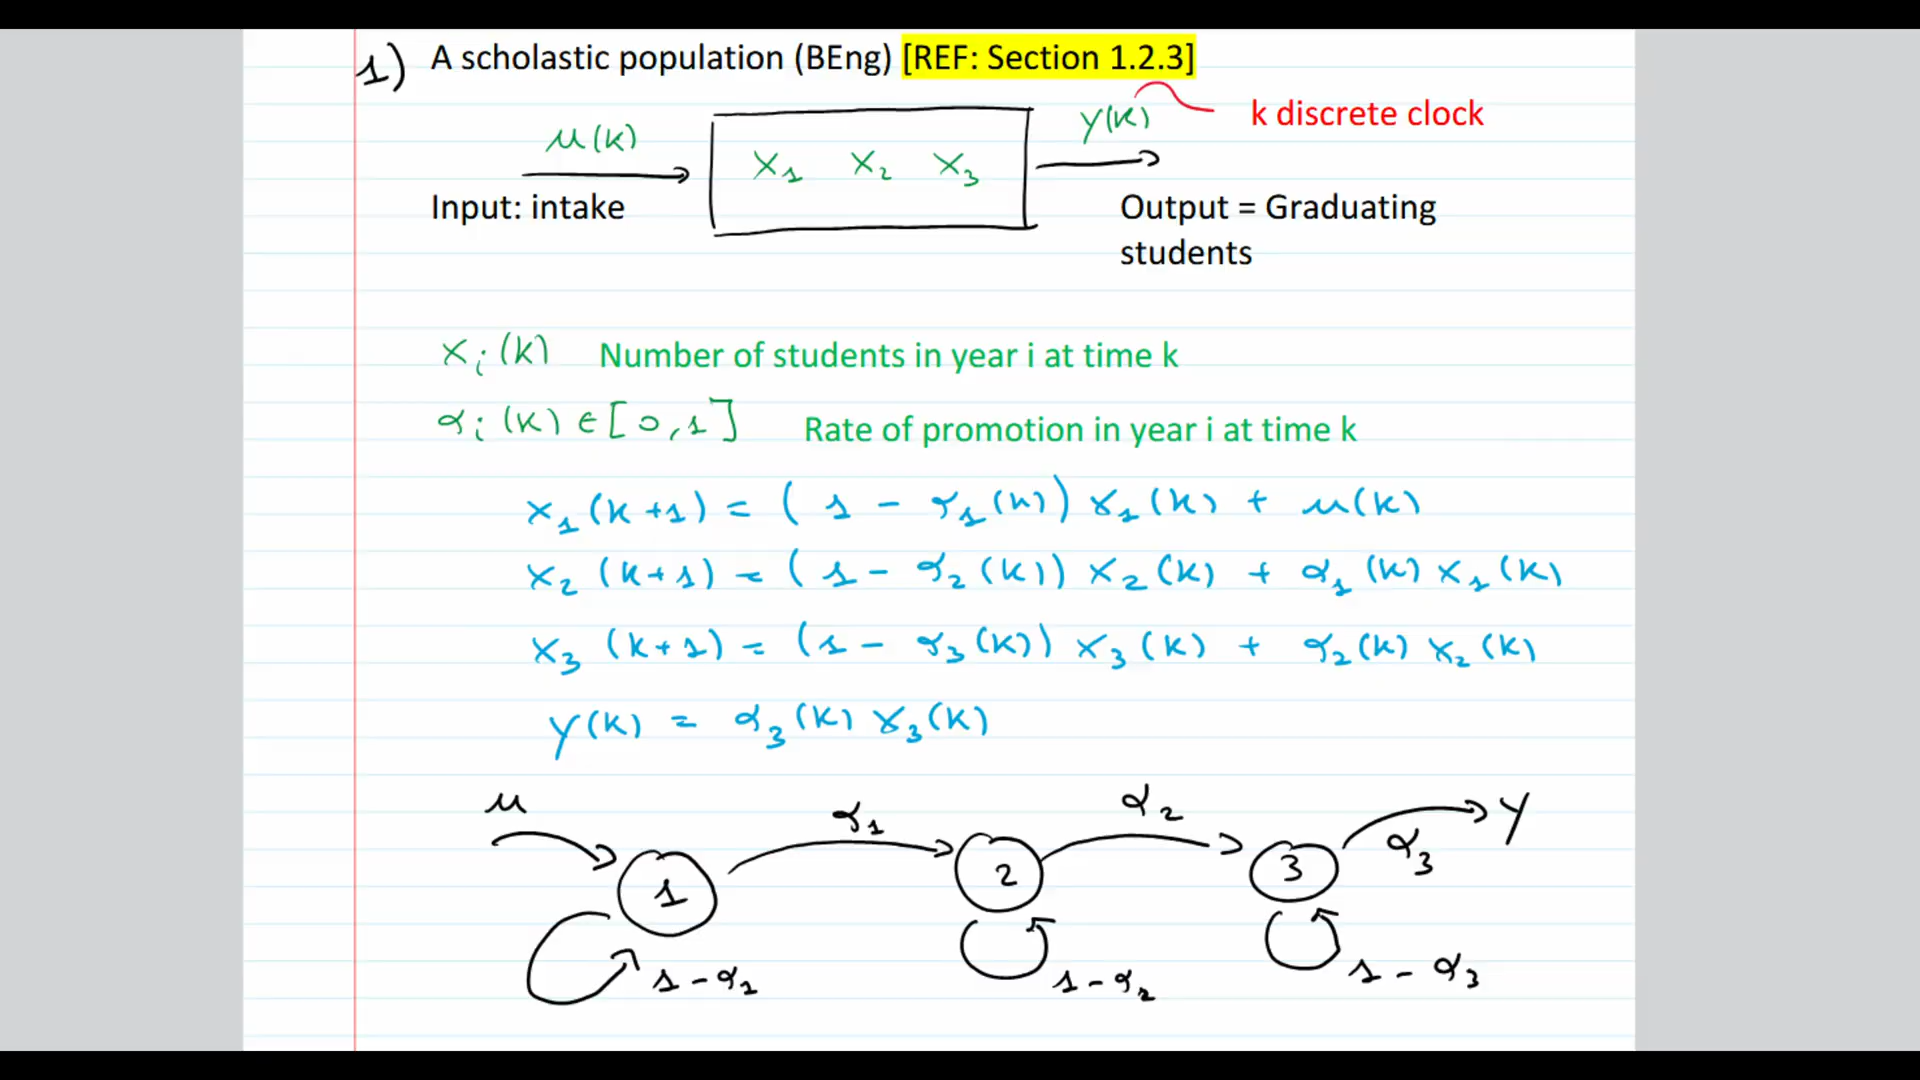 1) A scholastic population (BEng) [REF: Section 1.2.3]
u(k) x₁ x₂ x₃ y(k) k discrete clock
Input: intake Output = Graduating
students
xᵢ(k) Number of students in year i at time k
αᵢ(k) ∈ [0,1] Rate of promotion in year i at time k
x₁(k+1) = (1 - α₁(k)) x₁(k) + u(k)
x₂(k+1) = (1 - α₂(k)) x₂(k) + α₁(k) x₁(k)
x₃(k+1) = (1 - α₃(k)) x₃(k) + α₂(k) x₂(k)
y(k) = α₃(k) x₃(k)
u α₁ α₂ α₃ y
1 2 3
1-α₁ 1-α₂ 1-α₃